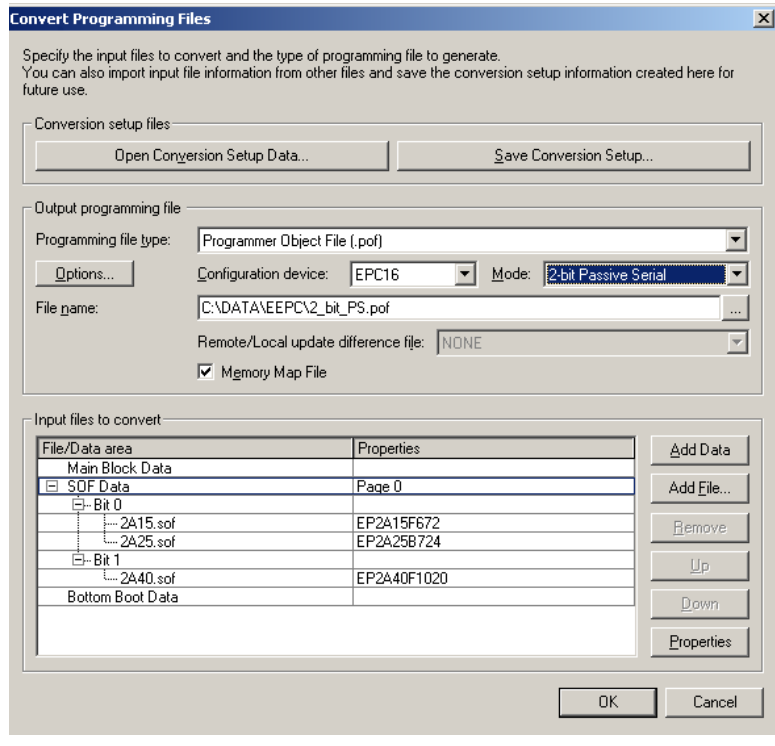 Convert Programming Files
Specify the input files to convert and the type of programming file to generate.
You can also import input file information from other files and save the conversion setup information created here for
future use.
Conversion setup files
Open Conversion Setup Data...
Save Conversion Setup...
Output programming file
Programming file type:
Programmer Object File (.pof)
Options...
Configuration device:
EPC16
Mode:
2-bit Passive Serial
File name:
C:\DATA\EEPC\2_bit_PS.pof
...
Remote/Local update difference file:
NONE
Memory Map File
Input files to convert
File/Data area
Properties
Add Data
Main Block Data
SOF Data
Page 0
Add File...
Bit 0
2A15.sof
EP2A15F672
Remove
2A25.sof
EP2A25B724
Bit 1
Up
2A40.sof
EP2A40F1020
Bottom Boot Data
Down
Properties
OK
Cancel